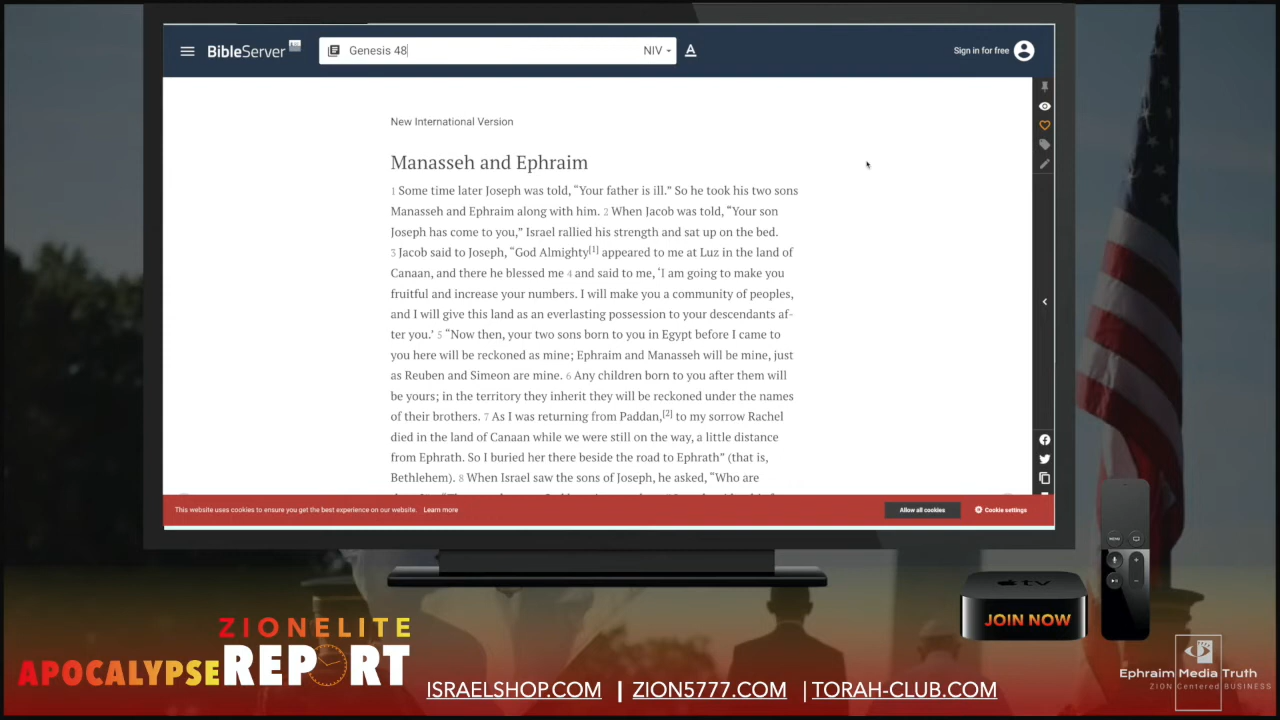 BibleServer
Genesis 48
NIV
A
Sign in for free
New International Version
Manasseh and Ephraim
1 Some time later Joseph was told, “Your father is ill.” So he took his two sons
Manasseh and Ephraim along with him. 2 When Jacob was told, “Your son
Joseph has come to you,” Israel rallied his strength and sat up on the bed.
3 Jacob said to Joseph, “God Almighty[1] appeared to me at Luz in the land of
Canaan, and there he blessed me 4 and said to me, ‘I am going to make you
fruitful and increase your numbers. I will make you a community of peoples,
and I will give this land as an everlasting possession to your descendants af-
ter you.’ 5 “Now then, your two sons born to you in Egypt before I came to
you here will be reckoned as mine; Ephraim and Manasseh will be mine, just
as Reuben and Simeon are mine. 6 Any children born to you after them will
be yours; in the territory they inherit they will be reckoned under the names
of their brothers. 7 As I was returning from Paddan,[2] to my sorrow Rachel
died in the land of Canaan while we were still on the way, a little distance
from Ephrath. So I buried her there beside the road to Ephrath” (that is,
Bethlehem). 8 When Israel saw the sons of Joseph, he asked, “Who are
This website uses cookies to ensure you get the best experience on our website. Learn more
Allow all cookies
Cookie settings
MENU
tv
JOIN NOW
ZIONELITE
APOCALYPSE REPORT
ISRAELSHOP.COM | ZION5777.COM | TORAH-CLUB.COM
Ephraim Media Truth
ZION Centered BUSINESS